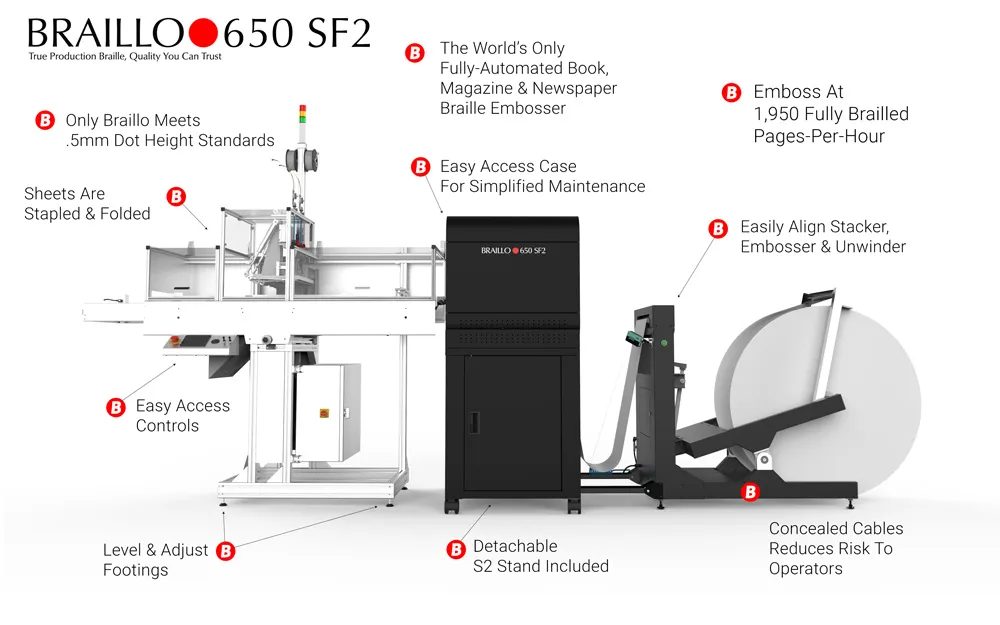 BRAILLO 650 SF2
True Production Braille, Quality You Can Trust
B
The World's Only
Fully-Automated Book,
Magazine & Newspaper
Braille Embosser
B
Emboss At
1,950 Fully Brailled
Pages-Per-Hour
B
Only Braillo Meets
.5mm Dot Height Standards
B
Easy Access Case
For Simplified Maintenance
Sheets Are
Stapled & Folded
B
B
Easily Align Stacker,
Embosser & Unwinder
BRAILLO 650 SF2
B
Easy Access
Controls
B
Concealed Cables
Reduces Risk To
Operators
Level & Adjust
Footings
B
B
Detachable
S2 Stand Included